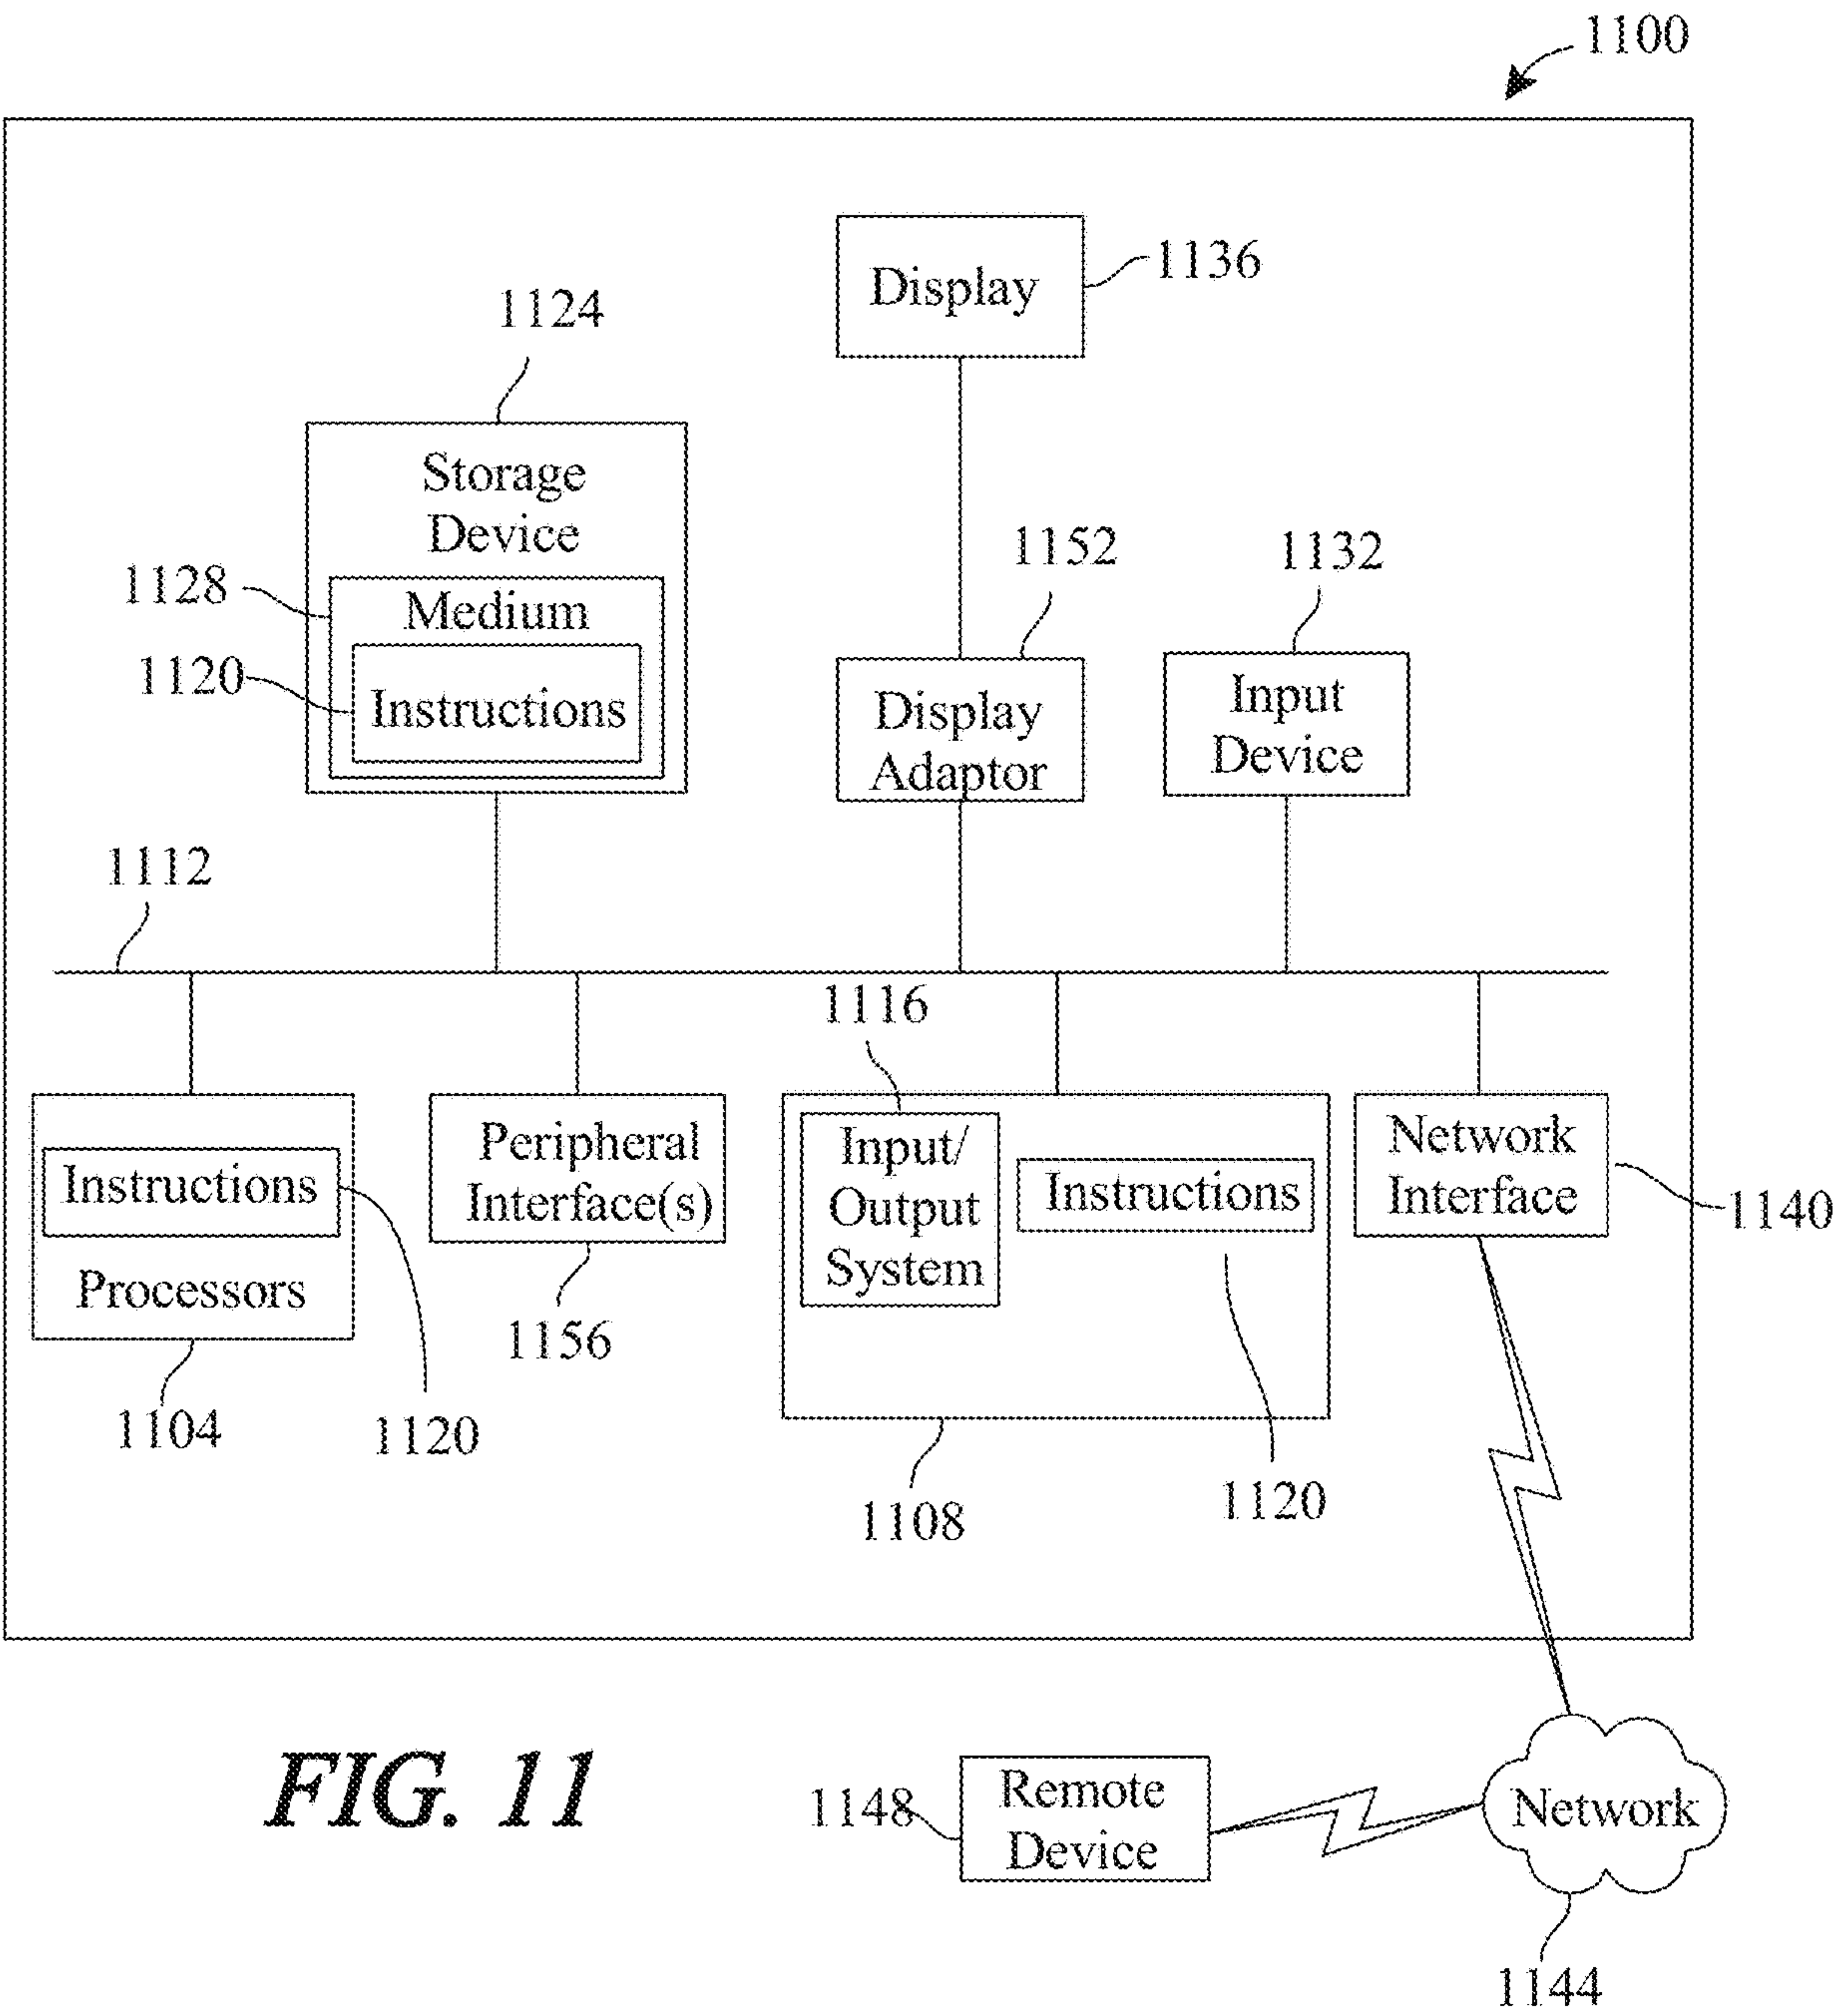 1100
Display
1136
1124
Storage
Device
1128
Medium
1120
Instructions
1152
Display
Adaptor
1132
Input
Device
1112
1116
Instructions
Processors
1104
1120
Peripheral
Interface(s)
1156
Input/
Output
System
Instructions
1108
1120
Network
Interface
1140
FIG. 11
1148
Remote
Device
Network
1144